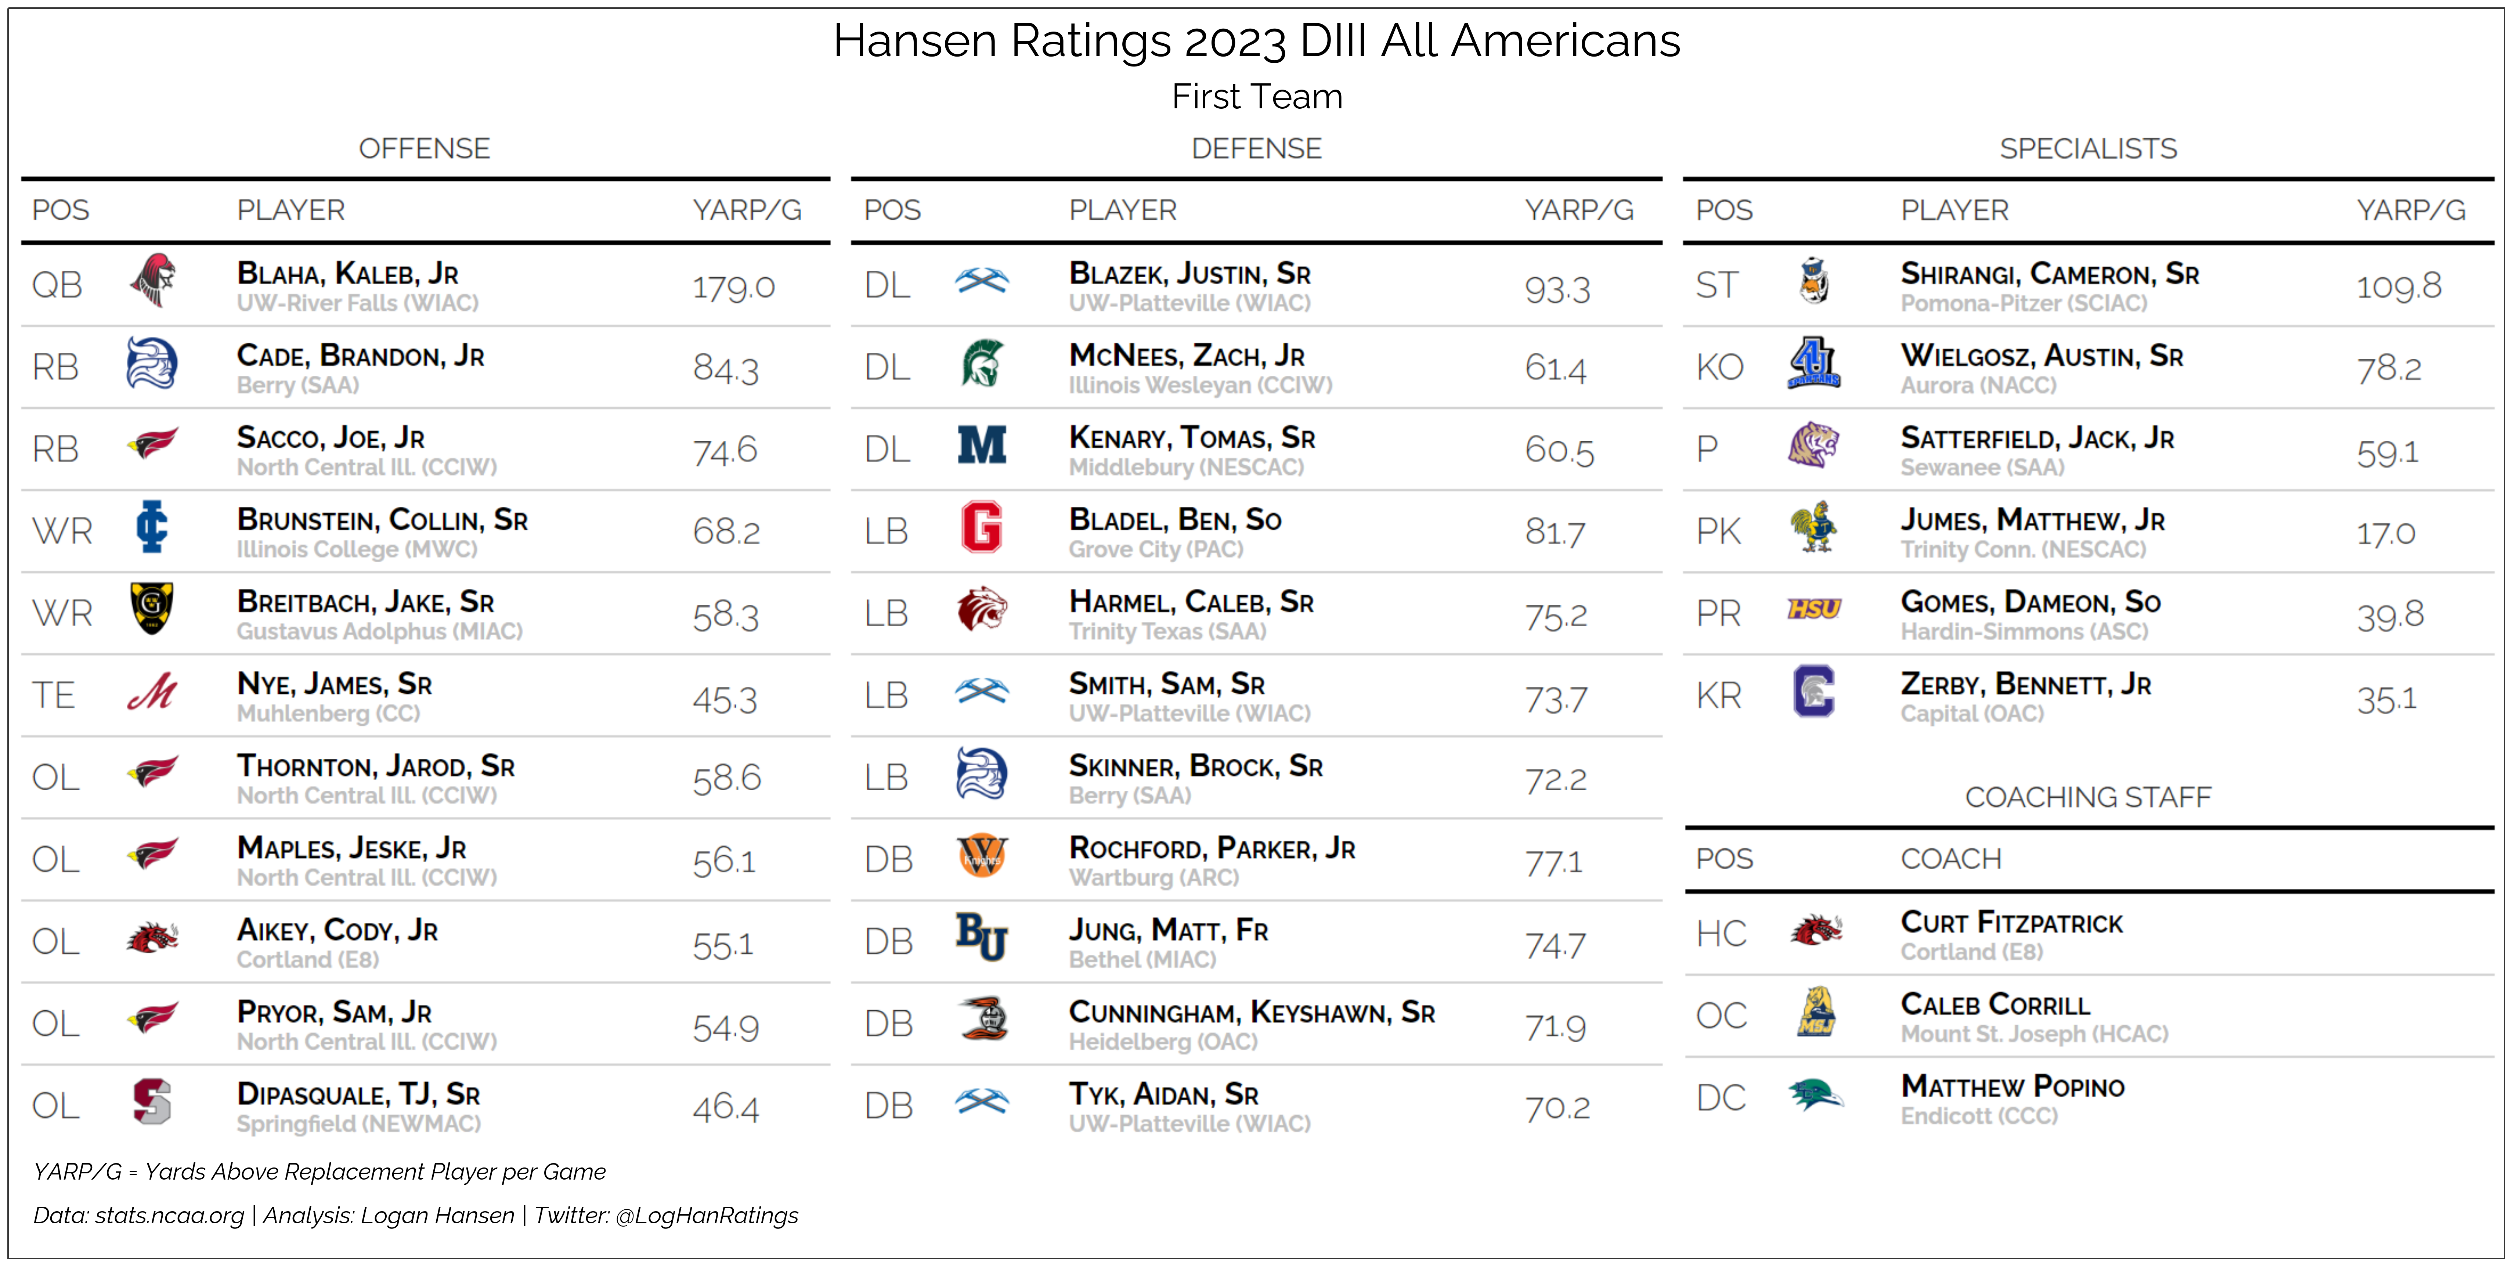 Hansen Ratings 2023 DIII All Americans
First Team
OFFENSE
POS PLAYER YARP/G
QB BLAHA, KALEB, JR 179.0
UW-River Falls (WIAC)
RB CADE, BRANDON, JR 84.3
Berry (SAA)
RB SACCO, JOE, JR 74.6
North Central Ill. (CCIW)
WR BRUNSTEIN, COLLIN, SR 68.2
Illinois College (MWC)
WR BREITBACH, JAKE, SR 58.3
Gustavus Adolphus (MIAC)
TE NYE, JAMES, SR 45.3
Muhlenberg (CC)
OL THORNTON, JAROD, SR 58.6
North Central Ill. (CCIW)
OL MAPLES, JESKE, JR 56.1
North Central Ill. (CCIW)
OL AIKEY, CODY, JR 55.1
Cortland (E8)
OL PRYOR, SAM, JR 54.9
North Central Ill. (CCIW)
OL DIPASQUALE, TJ, SR 46.4
Springfield (NEWMAC)
DEFENSE
POS PLAYER YARP/G
DL BLAZEK, JUSTIN, SR 93.3
UW-Platteville (WIAC)
DL MCNEES, ZACH, JR 61.4
Illinois Wesleyan (CCIW)
DL M KENARY, TOMAS, SR 60.5
Middlebury (NESCAC)
LB G BLADEL, BEN, SO 81.7
Grove City (PAC)
LB HARMEL, CALEB, SR 75.2
Trinity Texas (SAA)
LB SMITH, SAM, SR 73.7
UW-Platteville (WIAC)
LB SKINNER, BROCK, SR 72.2
Berry (SAA)
DB W Knights ROCHFORD, PARKER, JR 77.1
Wartburg (ARC)
DB BU JUNG, MATT, FR 74.7
Bethel (MIAC)
DB CUNNINGHAM, KEYSHAWN, SR 71.9
Heidelberg (OAC)
DB TYK, AIDAN, SR 70.2
UW-Platteville (WIAC)
SPECIALISTS
POS PLAYER YARP/G
ST SHIRANGI, CAMERON, SR 109.8
Pomona-Pitzer (SCIAC)
KO AU SPARTANS WIELGOSZ, AUSTIN, SR 78.2
Aurora (NACC)
P SATTERFIELD, JACK, JR 59.1
Sewanee (SAA)
PK JUMES, MATTHEW, JR 17.0
Trinity Conn. (NESCAC)
PR HSU GOMES, DAMEON, SO 39.8
Hardin-Simmons (ASC)
KR C ZERBY, BENNETT, JR 35.1
Capital (OAC)
COACHING STAFF
POS COACH
HC CURT FITZPATRICK
Cortland (E8)
OC MSJ CALEB CORRILL
Mount St. Joseph (HCAC)
DC MATTHEW POPINO
Endicott (CCC)
YARP/G = Yards Above Replacement Player per Game
Data: stats.ncaa.org | Analysis: Logan Hansen | Twitter: @LogHanRatings